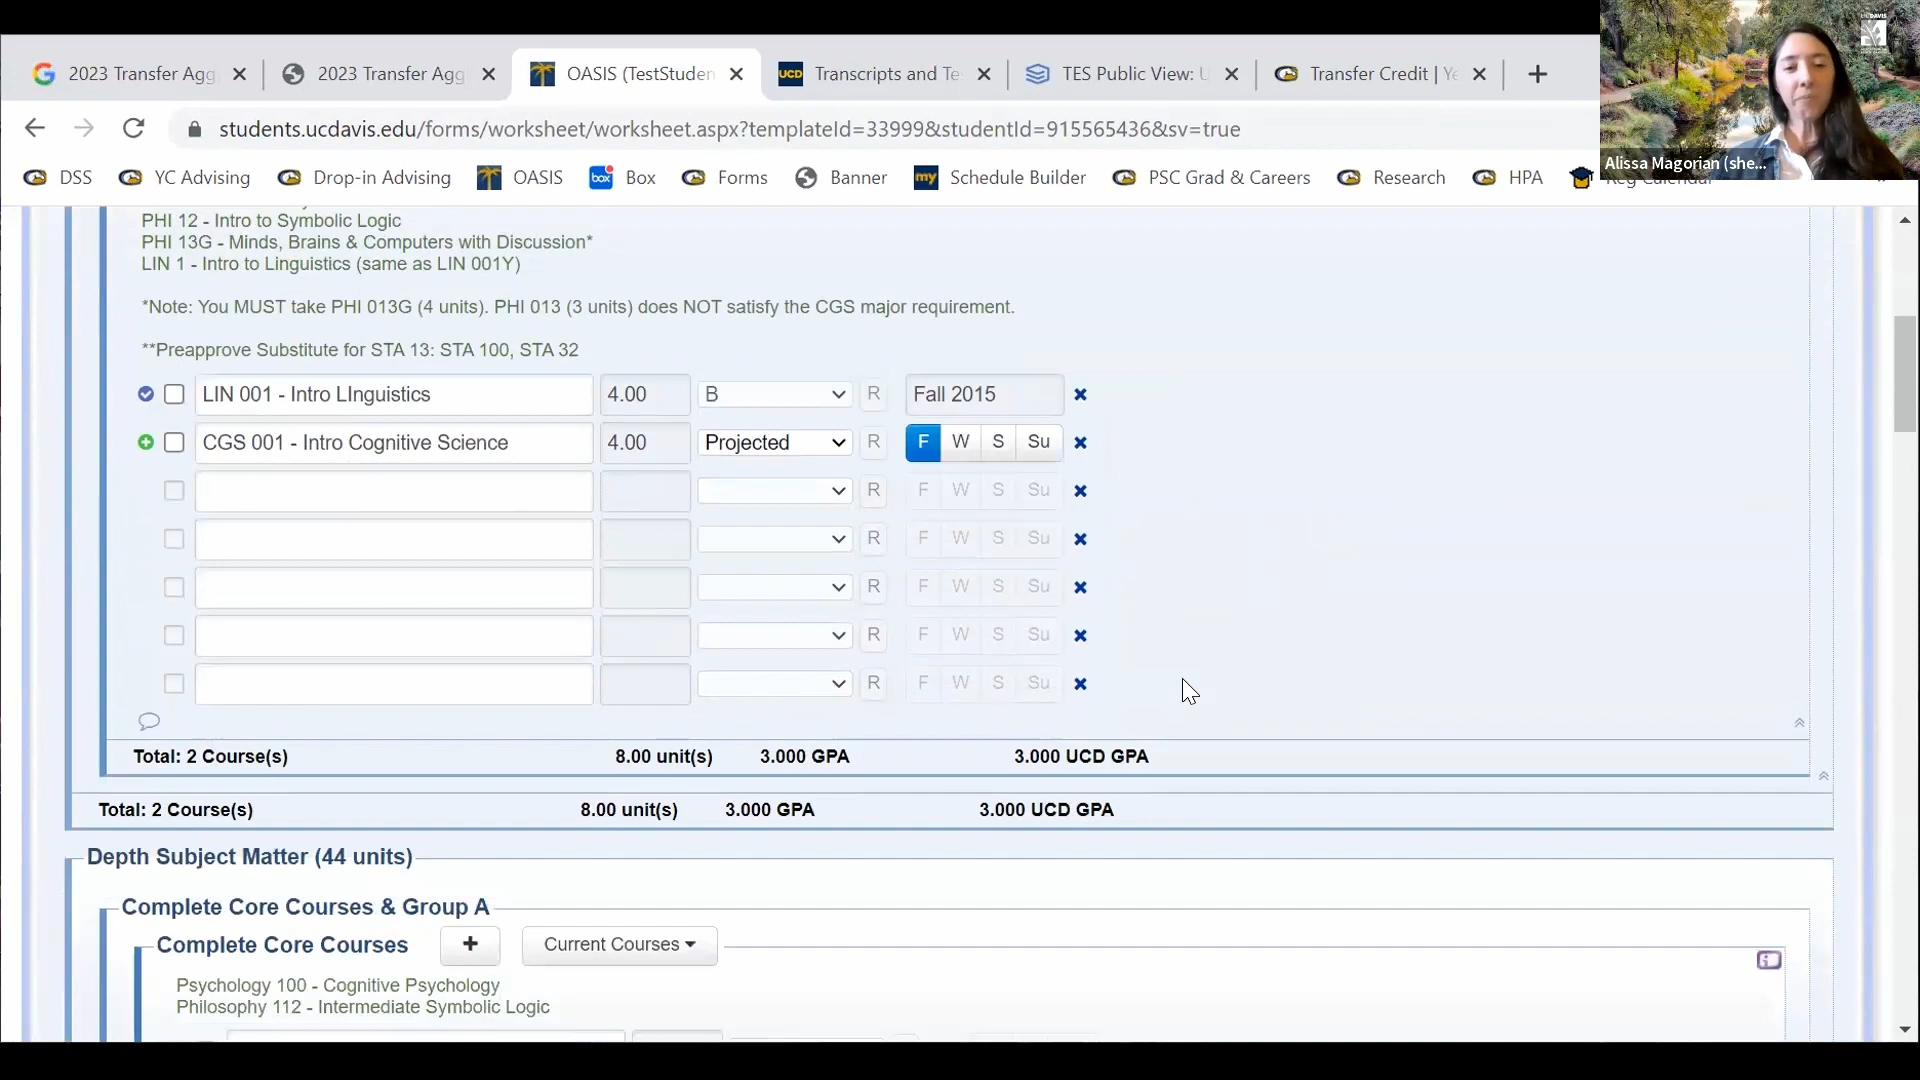 2023 Transfer Agg
2023 Transfer Agg
OASIS (TestStuden
UCD Transcripts and Te
TES Public View: U
Transfer Credit | Ye
students.ucdavis.edu/forms/worksheet/worksheet.aspx?templateId=33999&studentId=915565436&sv=true
Alissa Magorian (she...
DSS YC Advising Drop-in Advising OASIS box Box Forms Banner my Schedule Builder PSC Grad & Careers Research HPA Reg Calendar
PHI 12 - Intro to Symbolic Logic
PHI 13G - Minds, Brains & Computers with Discussion*
LIN 1 - Intro to Linguistics (same as LIN 001Y)
*Note: You MUST take PHI 013G (4 units). PHI 013 (3 units) does NOT satisfy the CGS major requirement.
**Preapprove Substitute for STA 13: STA 100, STA 32
LIN 001 - Intro LInguistics 4.00 B R Fall 2015
CGS 001 - Intro Cognitive Science 4.00 Projected R F W S Su
R F W S Su
R F W S Su
R F W S Su
R F W S Su
R F W S Su
Total: 2 Course(s) 8.00 unit(s) 3.000 GPA 3.000 UCD GPA
Total: 2 Course(s) 8.00 unit(s) 3.000 GPA 3.000 UCD GPA
Depth Subject Matter (44 units)
Complete Core Courses & Group A
Complete Core Courses + Current Courses
Psychology 100 - Cognitive Psychology
Philosophy 112 - Intermediate Symbolic Logic